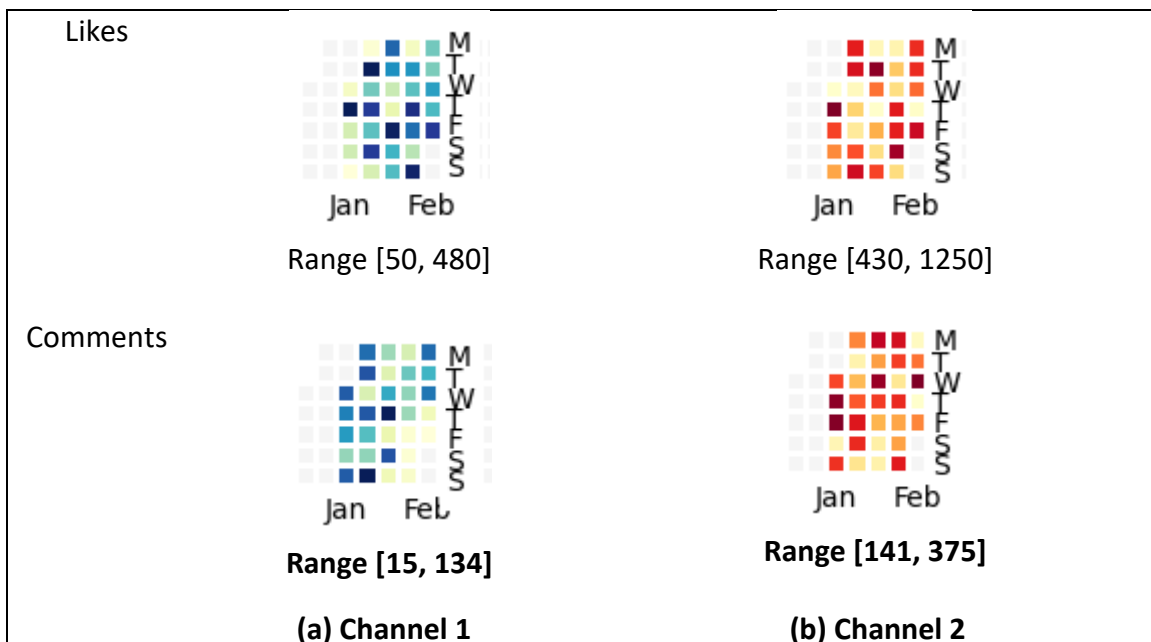 Likes
M
T
W
T
F
S
S
Jan Feb
Range [50, 480]
M
T
W
T
F
S
S
Jan Feb
Range [430, 1250]
Comments
M
T
W
T
F
S
S
Jan Feb
Range [15, 134]
M
T
W
T
F
S
S
Jan Feb
Range [141, 375]
(a) Channel 1
(b) Channel 2